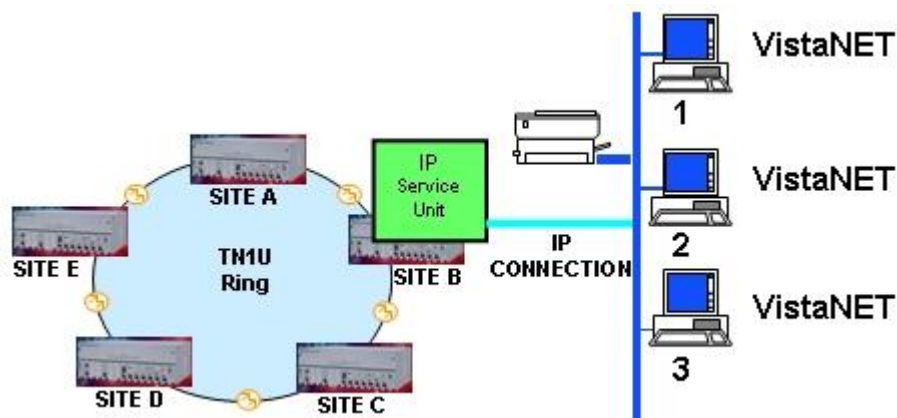 VistaNET
1
IP
Service
Unit
SITE A
VistaNET
2
SITE E
TN1U
Ring
SITE B
IP
CONNECTION
VistaNET
3
SITE D
SITE C